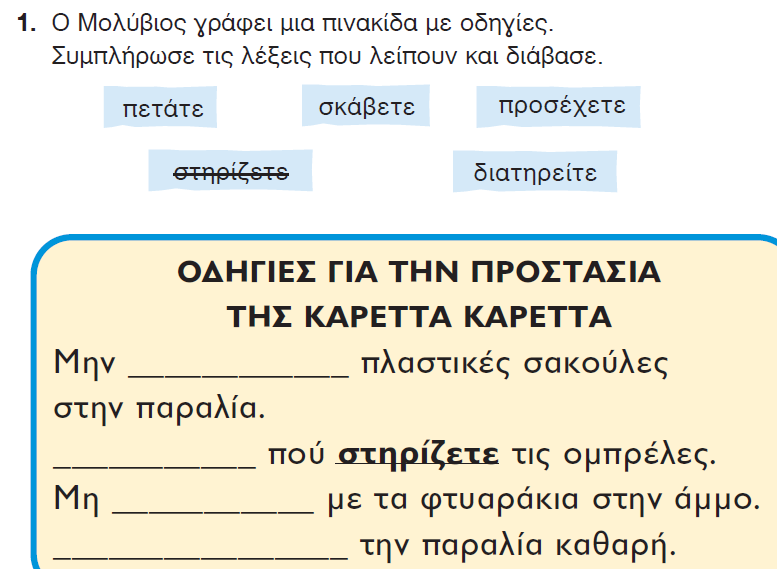 1. Ο Μολύβιος γράφει μια πινακίδα με οδηγίες.
Συμπλήρωσε τις λέξεις που λείπουν και διάβασε.
πετάτε σκάβετε προσέχετε
στηρίζετε διατηρείτε
ΟΔΗΓΙΕΣ ΓΙΑ ΤΗΝ ΠΡΟΣΤΑΣΙΑ
ΤΗΣ ΚΑΡΕΤΤΑ ΚΑΡΕΤΤΑ
Μην ____________ πλαστικές σακούλες
στην παραλία.
___________ πού στηρίζετε τις ομπρέλες.
Μη ___________ με τα φτυαράκια στην άμμο.
________________ την παραλία καθαρή.